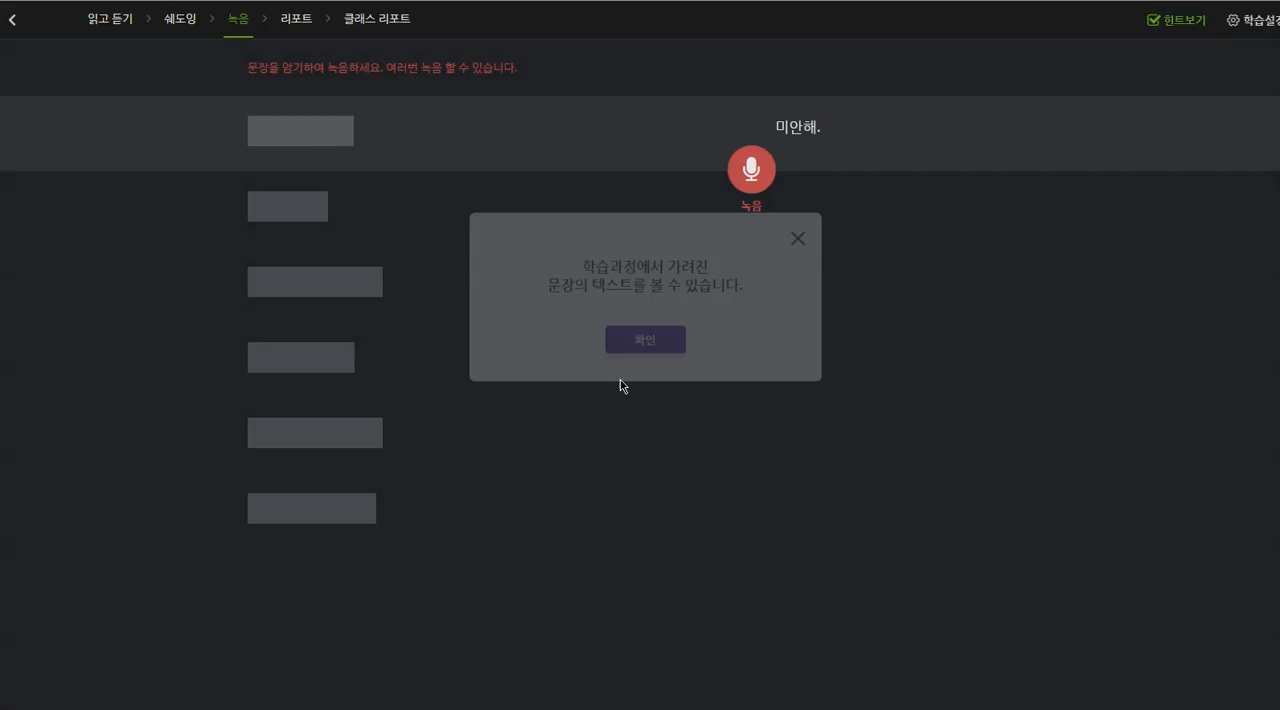 읽고 듣기 > 쉐도잉 > 녹음 > 리포트 > 클래스 리포트
힌트보기
학습설정
문장을 암기하여 녹음하세요. 여러번 녹음 할 수 있습니다.
미안해.
녹음
학습과정에서 가려진
문장의 텍스트를 볼 수 있습니다.
확인